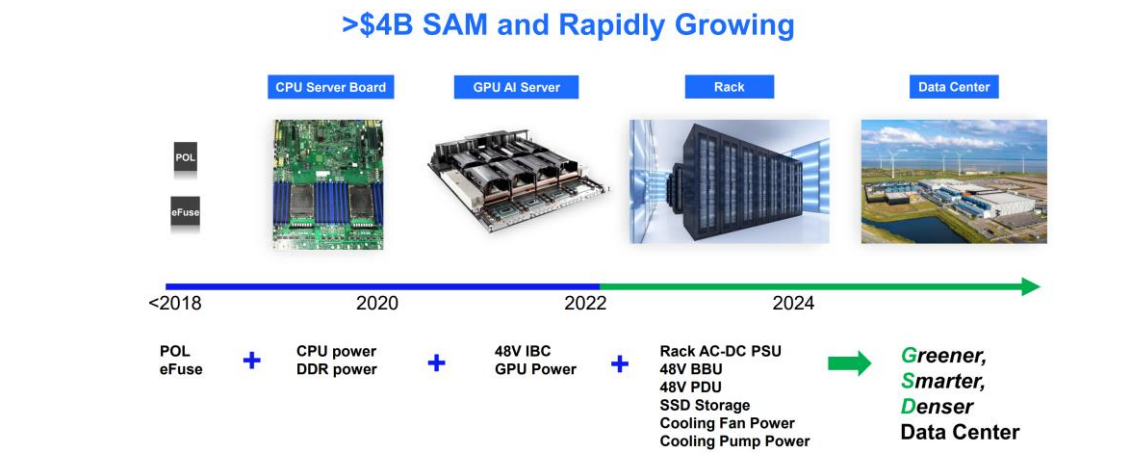 >$4B SAM and Rapidly Growing
CPU Server Board
GPU AI Server
Rack
Data Center
POL
eFuse
<2018
2020
2022
2024
POL
eFuse
+
CPU power
DDR power
+
48V IBC
GPU Power
+
Rack AC-DC PSU
48V BBU
48V PDU
SSD Storage
Cooling Fan Power
Cooling Pump Power
Greener,
Smarter,
Denser
Data Center